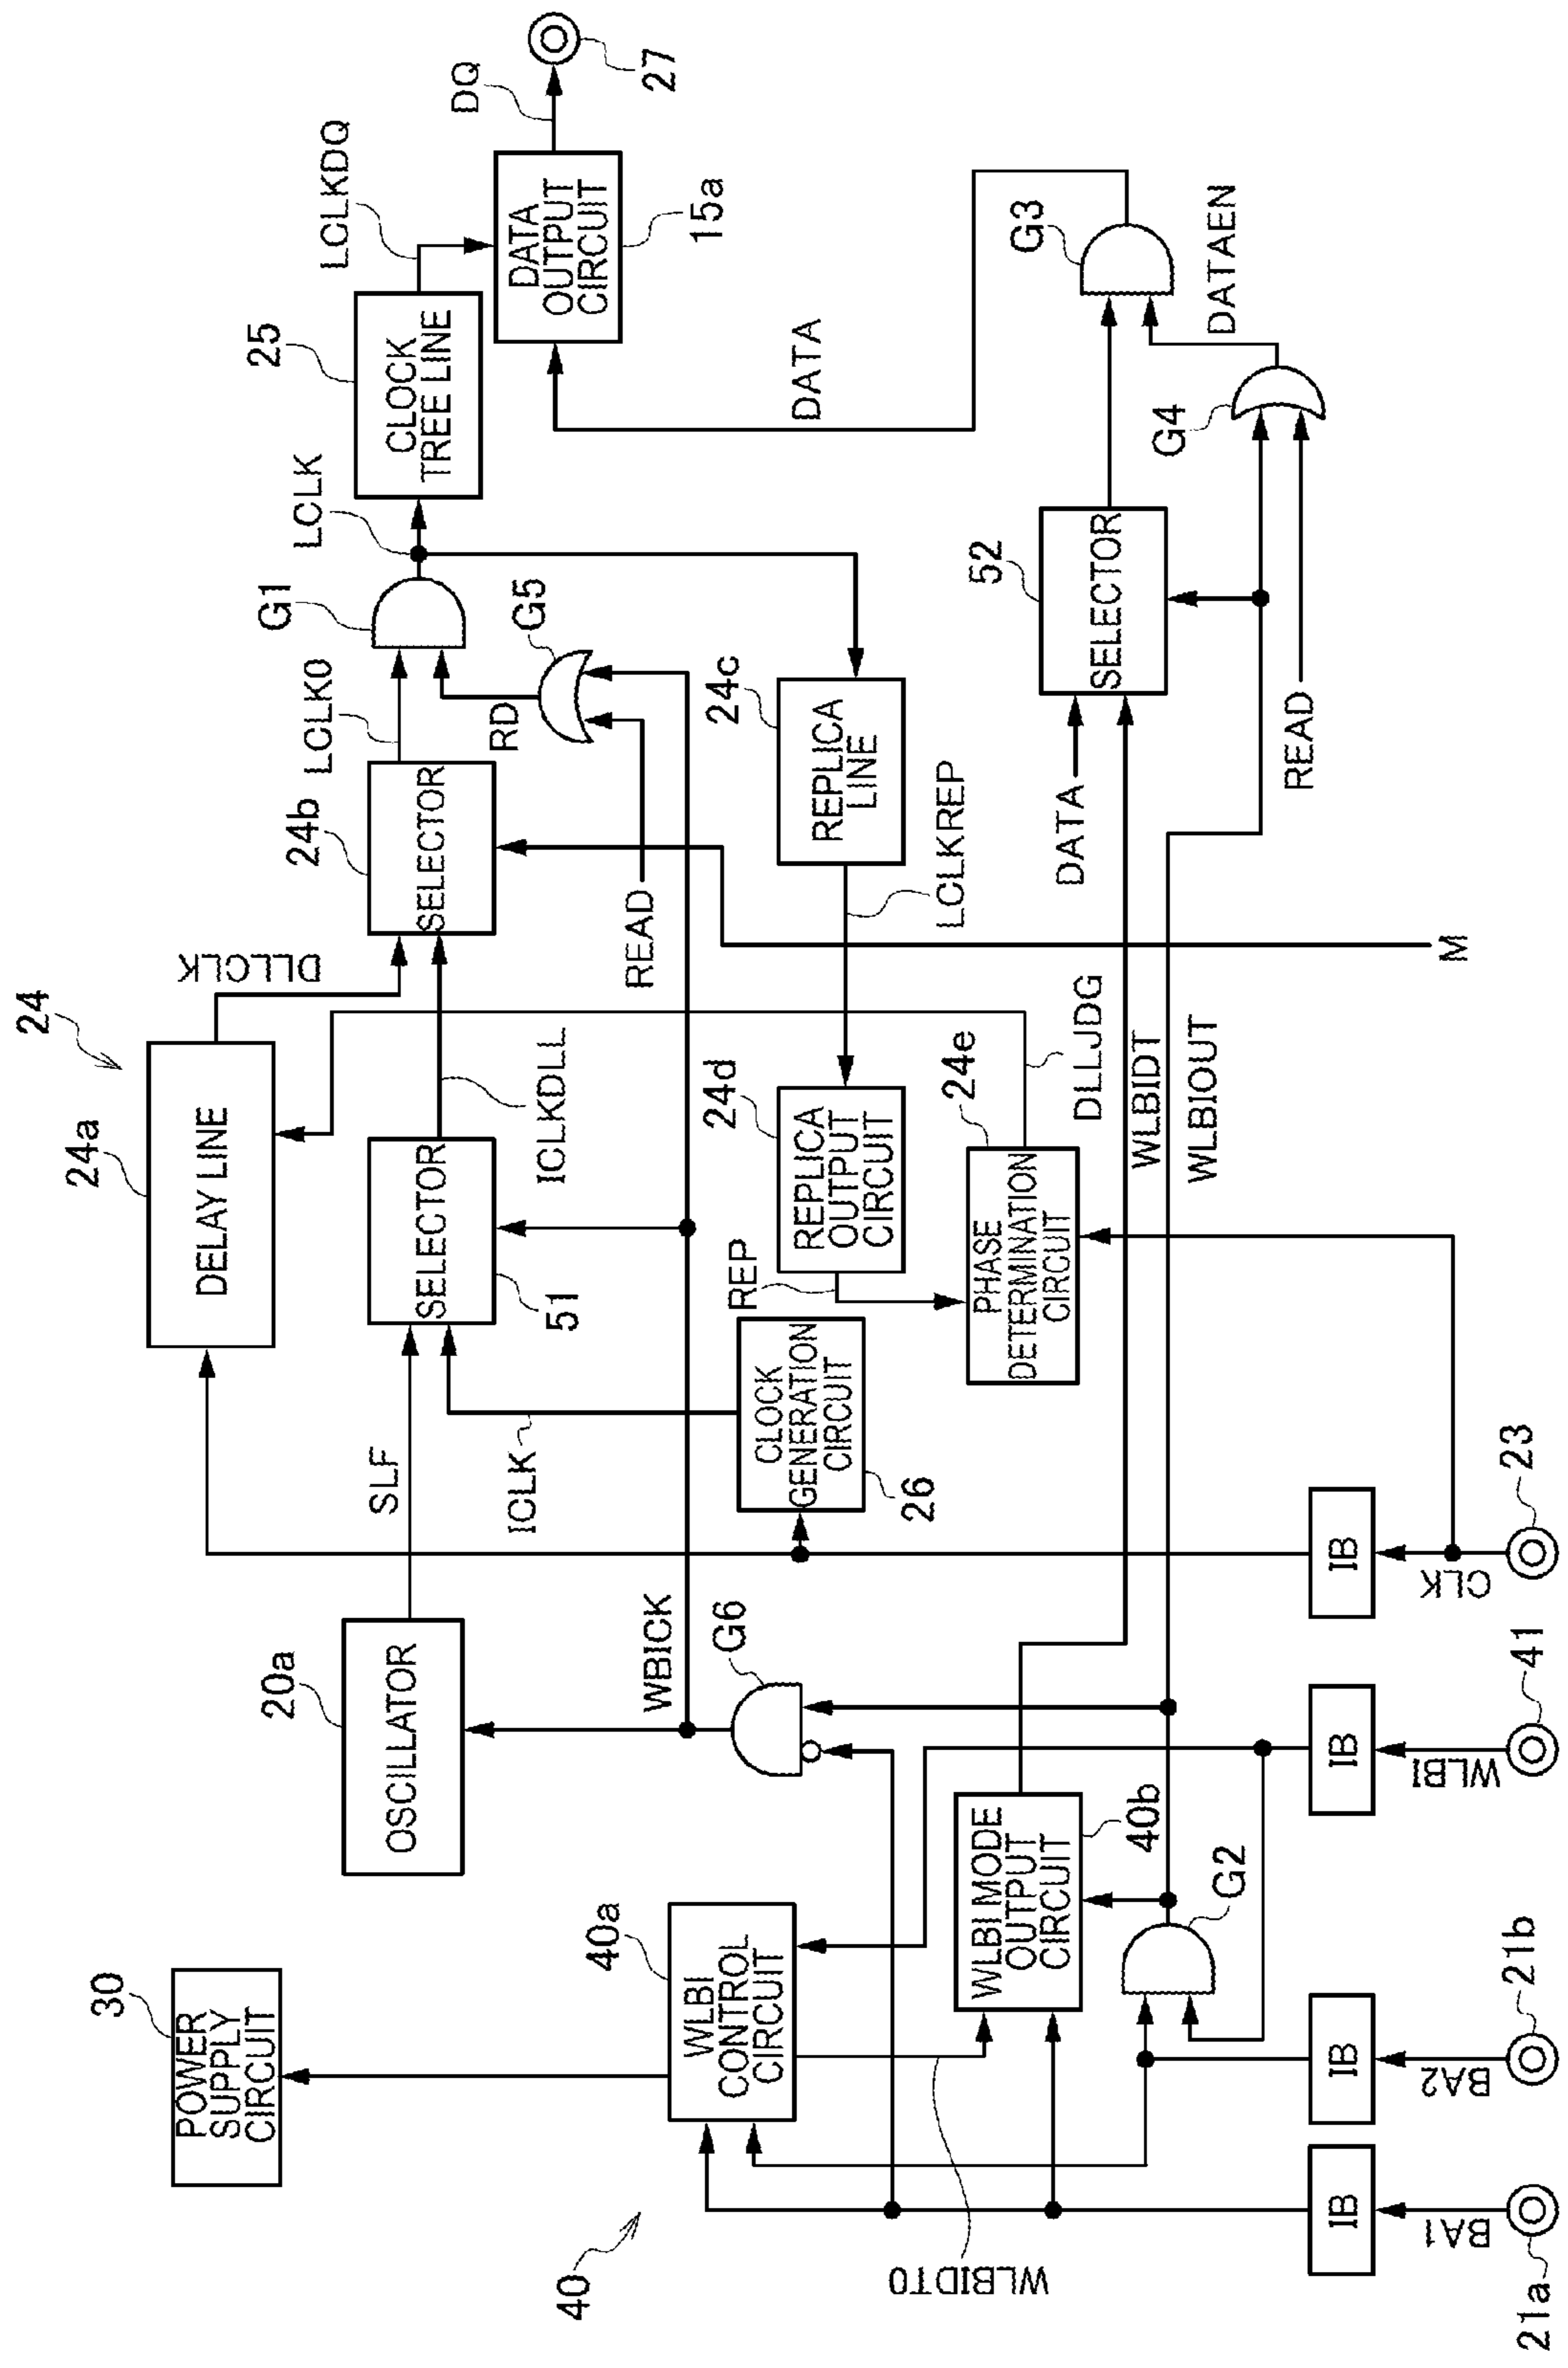 40
30
POWER
SUPPLY
CIRCUIT
40a
WLBI
CONTROL
CIRCUIT
WLBIDT0
20a
OSCILLATOR
WBICK
G6
WLBI MODE
OUTPUT
CIRCUIT
40b
G2
IB
BA1
21a
IB
BA2
21b
IB
WLBI
41
IB
CLK
23
24
24a
DELAY LINE
DLLCLK
SLF
ICLK
SELECTOR
51
ICLKDLL
CLOCK
GENERATION
CIRCUIT
26
REP
24d
REPLICA
OUTPUT
CIRCUIT
24e
PHASE
DETERMINATION
CIRCUIT
DLLJDG
WLBIDT
WLBIOUT
24b
SELECTOR
LCLK0
READ
RD
G5
G1
LCLK
24c
REPLICA
LINE
LCLKREP
M
25
CLOCK
TREE LINE
LCLKDQ
DATA
OUTPUT
CIRCUIT
15a
DQ
27
DATA
52
SELECTOR
DATA
READ
G4
G3
DATAEN